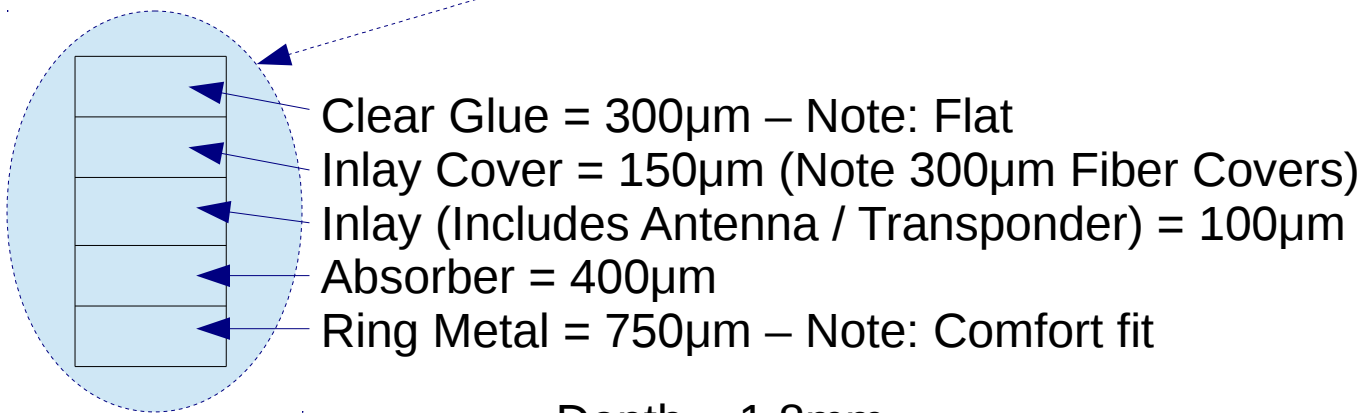 Clear Glue = 300μm – Note: Flat
Inlay Cover = 150μm (Note 300μm Fiber Covers)
Inlay (Includes Antenna / Transponder) = 100μm
Absorber = 400μm
Ring Metal = 750μm – Note: Comfort fit